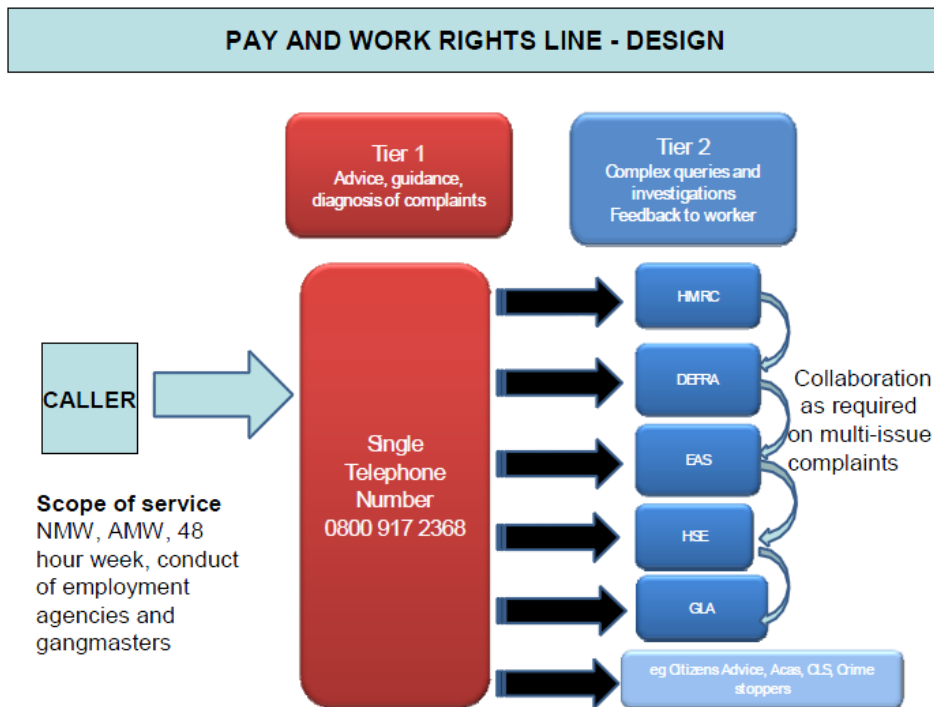 PAY AND WORK RIGHTS LINE - DESIGN
Tier 1
Advice, guidance,
diagnosis of complaints
Tier 2
Complex queries and
investigations
Feedback to worker
CALLER
Scope of service
NMW, AMW, 48
hour week, conduct
of employment
agencies and
gangmasters
Single
Telephone
Number
0800 917 2368
HMRC
DEFRA
EAS
HSE
GLA
eg Citizens Advice, Acas, CLS, Crime
stoppers
Collaboration
as required
on multi-issue
complaints